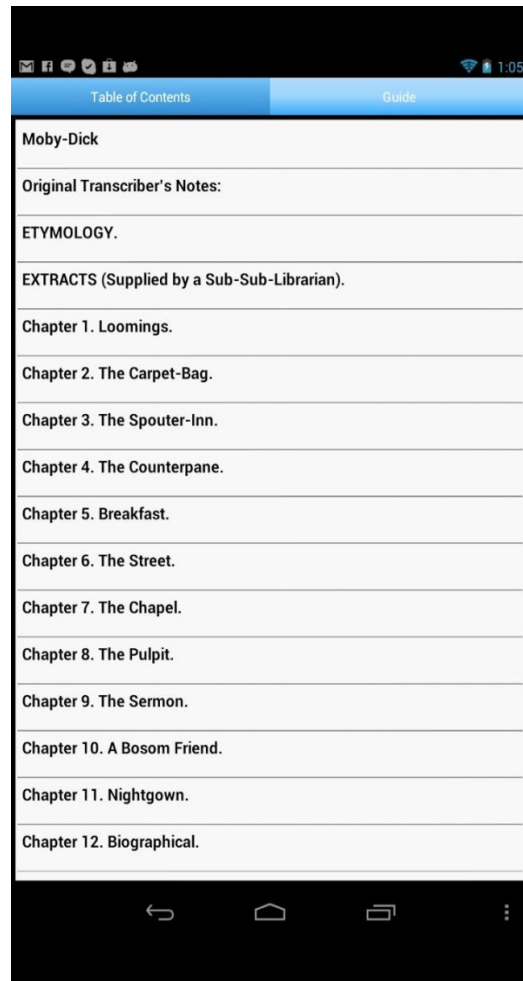 1:05
Table of Contents
Guide
Moby-Dick
Original Transcriber's Notes:
ETYMOLOGY.
EXTRACTS (Supplied by a Sub-Sub-Librarian).
Chapter 1. Loomings.
Chapter 2. The Carpet-Bag.
Chapter 3. The Spouter-Inn.
Chapter 4. The Counterpane.
Chapter 5. Breakfast.
Chapter 6. The Street.
Chapter 7. The Chapel.
Chapter 8. The Pulpit.
Chapter 9. The Sermon.
Chapter 10. A Bosom Friend.
Chapter 11. Nightgown.
Chapter 12. Biographical.